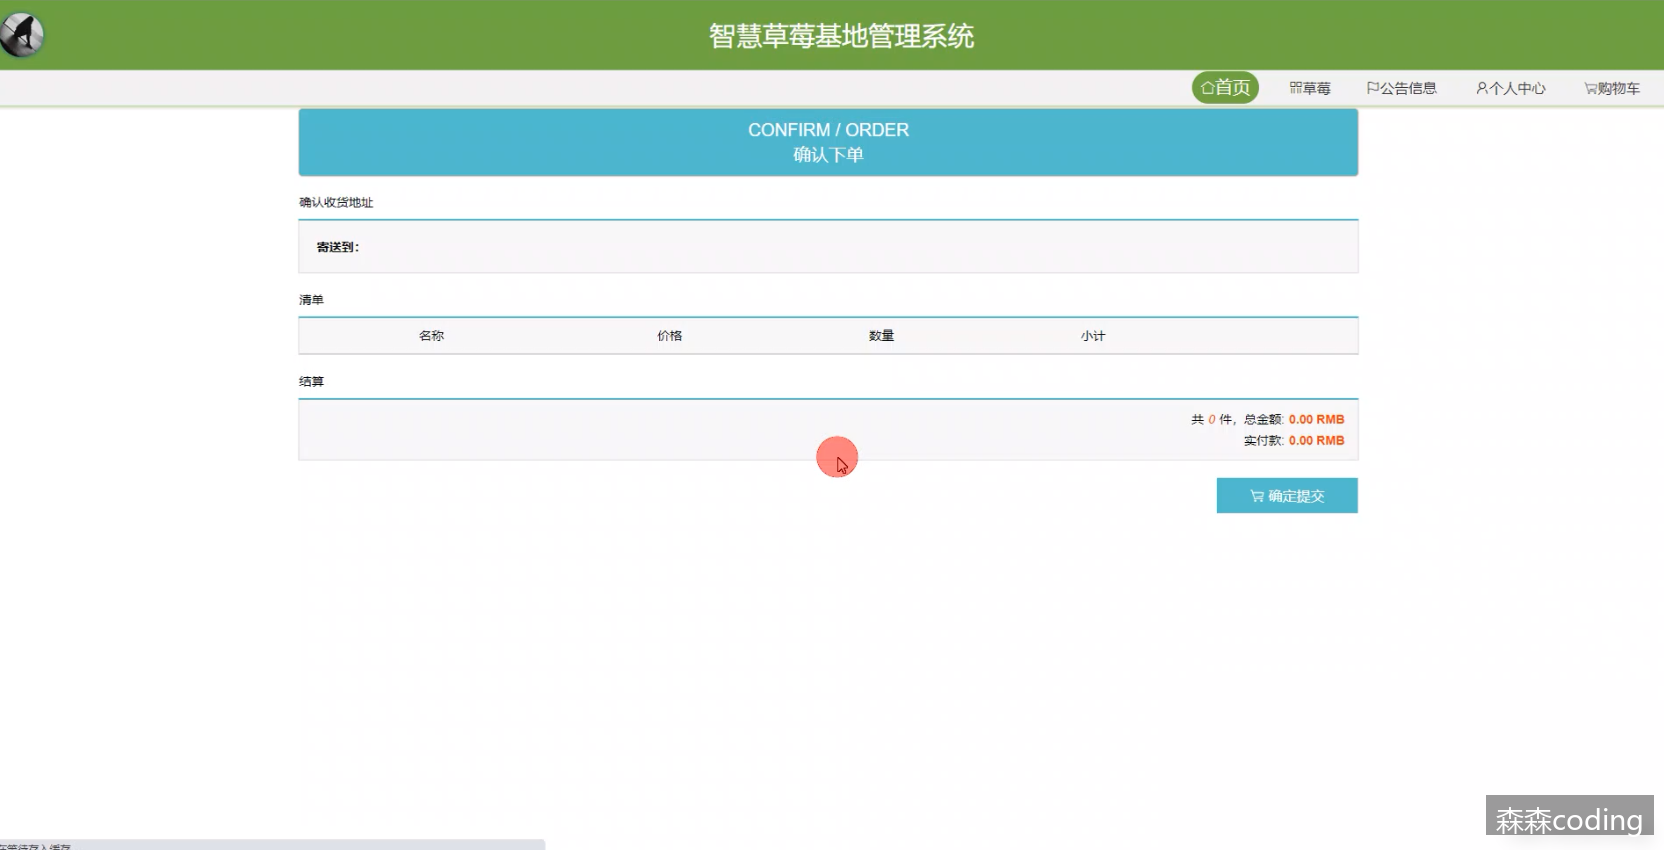 智慧草莓基地管理系统
首页 草莓 公告信息 个人中心 购物车
CONFIRM / ORDER
确认下单
确认收货地址
寄送到：
清单
名称 价格 数量 小计
结算
共 0 件，总金额: 0.00 RMB
实付款: 0.00 RMB
确定提交
森森coding